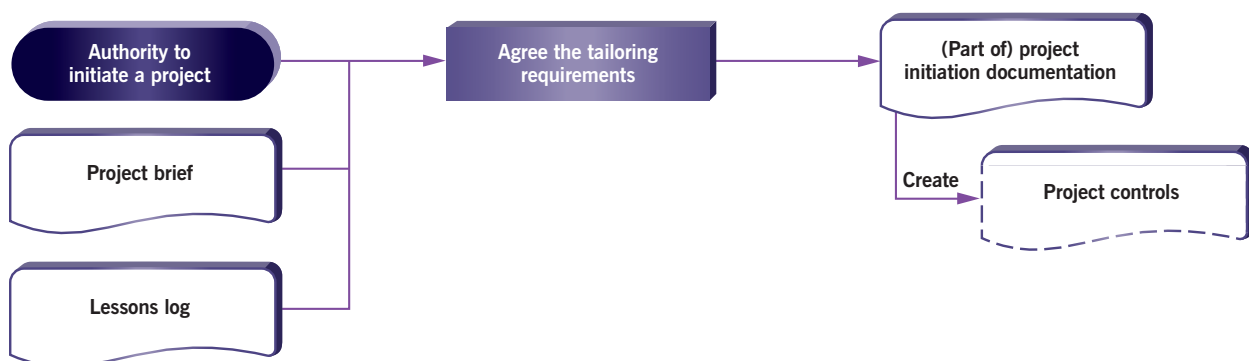 Authority to
initiate a project
Agree the tailoring
requirements
(Part of) project
initiation documentation
Project brief
Create
Project controls
Lessons log